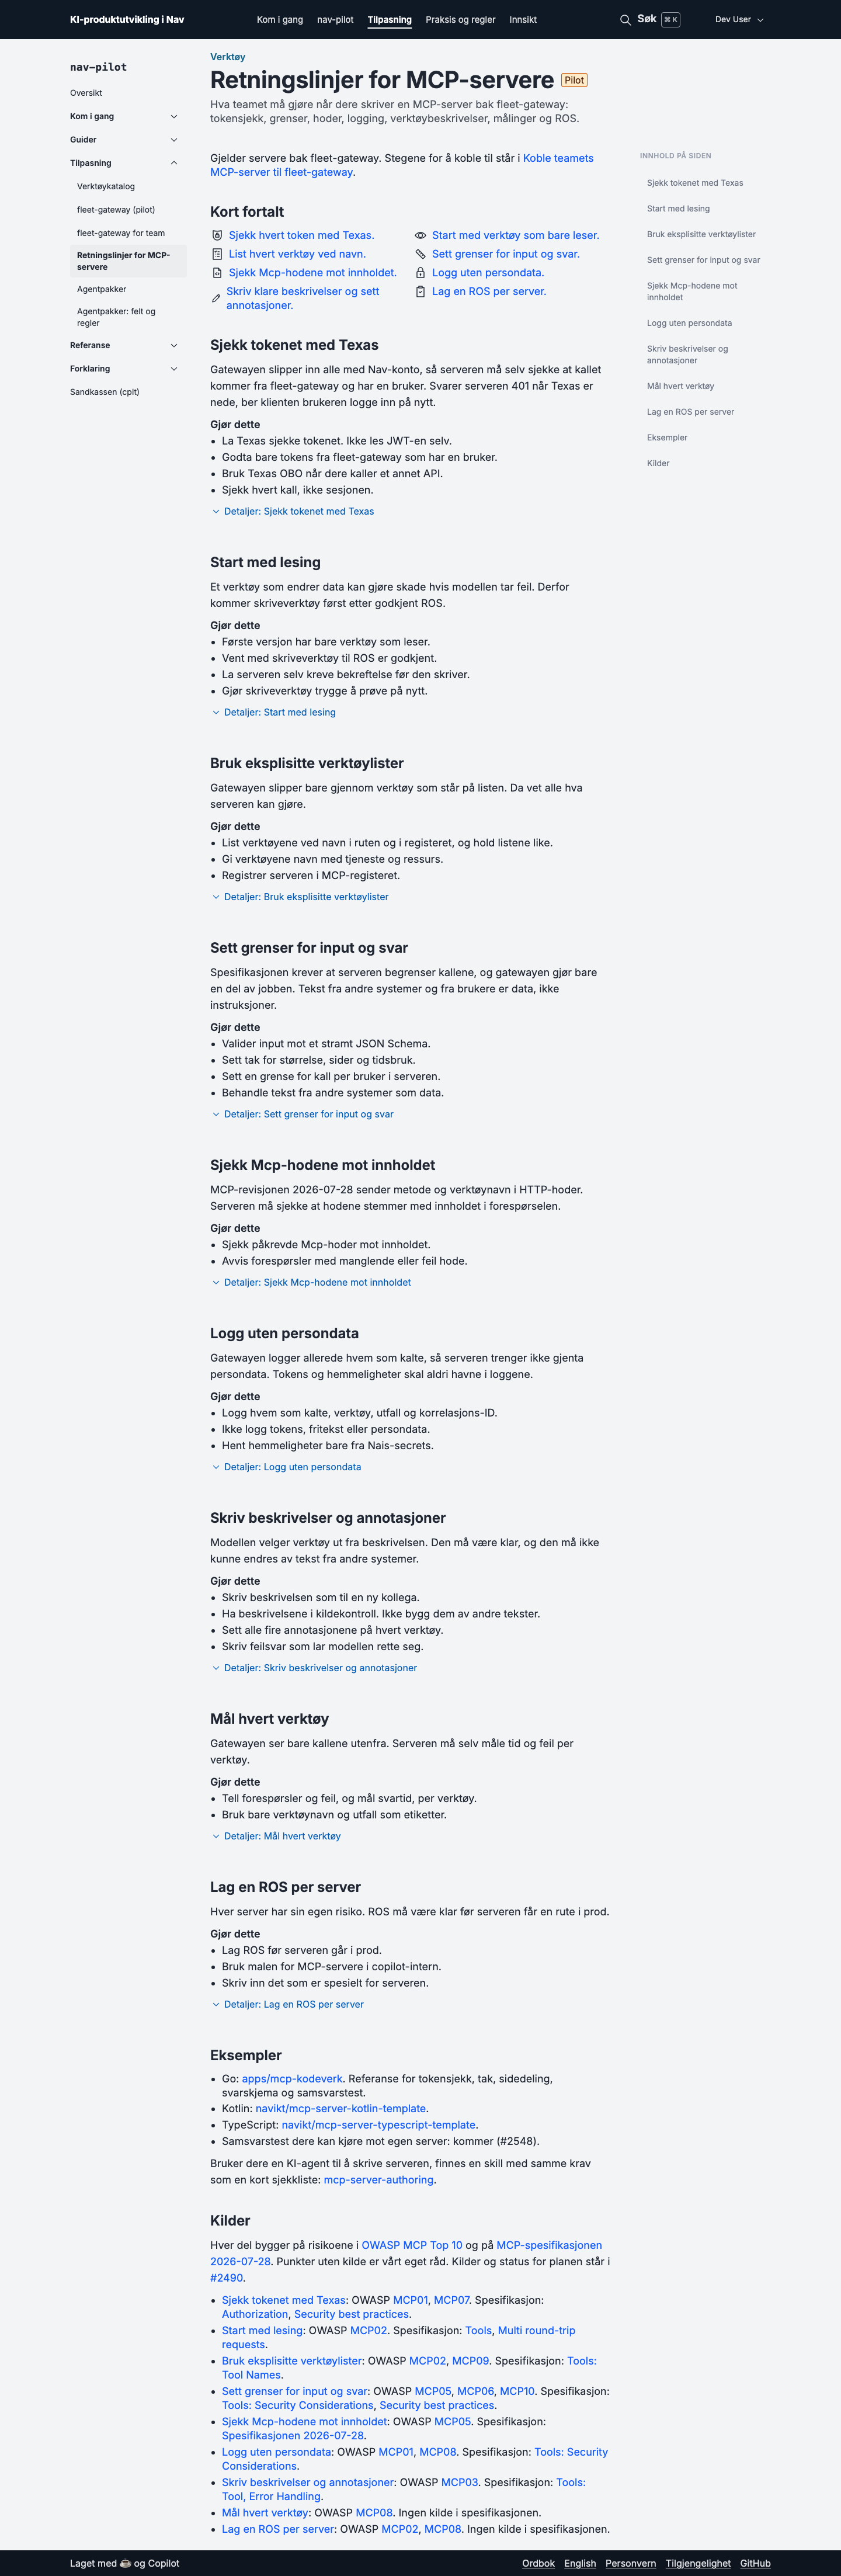 KI-produktutvikling i Nav
Kom i gang
nav-pilot
Tilpasning
Praksis og regler
Innsikt
Søk
⌘ K
Dev User
nav-pilot
Oversikt
Kom i gang
Guider
Tilpasning
Verktøykatalog
fleet-gateway (pilot)
fleet-gateway for team
Retningslinjer for MCP-
servere
Agentpakker
Agentpakker: felt og
regler
Referanse
Forklaring
Sandkassen (cplt)
Verktøy
Retningslinjer for MCP-servere
Pilot
Hva teamet må gjøre når dere skriver en MCP-server bak fleet-gateway:
tokensjekk, grenser, hoder, logging, verktøybeskrivelser, målinger og ROS.
Gjelder servere bak fleet-gateway. Stegene for å koble til står i Koble teamets
MCP-server til fleet-gateway.
Kort fortalt
Sjekk hvert token med Texas.
Start med verktøy som bare leser.
List hvert verktøy ved navn.
Sett grenser for input og svar.
Sjekk Mcp-hodene mot innholdet.
Logg uten persondata.
Skriv klare beskrivelser og sett
annotasjoner.
Lag en ROS per server.
Sjekk tokenet med Texas
Gatewayen slipper inn alle med Nav-konto, så serveren må selv sjekke at kallet
kommer fra fleet-gateway og har en bruker. Svarer serveren 401 når Texas er
nede, ber klienten brukeren logge inn på nytt.
Gjør dette
• La Texas sjekke tokenet. Ikke les JWT-en selv.
• Godta bare tokens fra fleet-gateway som har en bruker.
• Bruk Texas OBO når dere kaller et annet API.
• Sjekk hvert kall, ikke sesjonen.
Detaljer: Sjekk tokenet med Texas
Start med lesing
Et verktøy som endrer data kan gjøre skade hvis modellen tar feil. Derfor
kommer skriveverktøy først etter godkjent ROS.
Gjør dette
• Første versjon har bare verktøy som leser.
• Vent med skriveverktøy til ROS er godkjent.
• La serveren selv kreve bekreftelse før den skriver.
• Gjør skriveverktøy trygge å prøve på nytt.
Detaljer: Start med lesing
Bruk eksplisitte verktøylister
Gatewayen slipper bare gjennom verktøy som står på listen. Da vet alle hva
serveren kan gjøre.
Gjør dette
• List verktøyene ved navn i ruten og i registeret, og hold listene like.
• Gi verktøyene navn med tjeneste og ressurs.
• Registrer serveren i MCP-registeret.
Detaljer: Bruk eksplisitte verktøylister
Sett grenser for input og svar
Spesifikasjonen krever at serveren begrenser kallene, og gatewayen gjør bare
en del av jobben. Tekst fra andre systemer og fra brukere er data, ikke
instruksjoner.
Gjør dette
• Valider input mot et stramt JSON Schema.
• Sett tak for størrelse, sider og tidsbruk.
• Sett en grense for kall per bruker i serveren.
• Behandle tekst fra andre systemer som data.
Detaljer: Sett grenser for input og svar
Sjekk Mcp-hodene mot innholdet
MCP-revisjonen 2026-07-28 sender metode og verktøynavn i HTTP-hoder.
Serveren må sjekke at hodene stemmer med innholdet i forespørselen.
Gjør dette
• Sjekk påkrevde Mcp-hoder mot innholdet.
• Avvis forespørsler med manglende eller feil hode.
Detaljer: Sjekk Mcp-hodene mot innholdet
Logg uten persondata
Gatewayen logger allerede hvem som kalte, så serveren trenger ikke gjenta
persondata. Tokens og hemmeligheter skal aldri havne i loggene.
Gjør dette
• Logg hvem som kalte, verktøy, utfall og korrelasjons-ID.
• Ikke logg tokens, fritekst eller persondata.
• Hent hemmeligheter bare fra Nais-secrets.
Detaljer: Logg uten persondata
Skriv beskrivelser og annotasjoner
Modellen velger verktøy ut fra beskrivelsen. Den må være klar, og den må ikke
kunne endres av tekst fra andre systemer.
Gjør dette
• Skriv beskrivelsen som til en ny kollega.
• Ha beskrivelsene i kildekontroll. Ikke bygg dem av andre tekster.
• Sett alle fire annotasjonene på hvert verktøy.
• Skriv feilsvar som lar modellen rette seg.
Detaljer: Skriv beskrivelser og annotasjoner
Mål hvert verktøy
Gatewayen ser bare kallene utenfra. Serveren må selv måle tid og feil per
verktøy.
Gjør dette
• Tell forespørsler og feil, og mål svartid, per verktøy.
• Bruk bare verktøynavn og utfall som etiketter.
Detaljer: Mål hvert verktøy
Lag en ROS per server
Hver server har sin egen risiko. ROS må være klar før serveren får en rute i prod.
Gjør dette
• Lag ROS før serveren går i prod.
• Bruk malen for MCP-servere i copilot-intern.
• Skriv inn det som er spesielt for serveren.
Detaljer: Lag en ROS per server
Eksempler
• Go: apps/mcp-kodeverk. Referanse for tokensjekk, tak, sidedeling,
svarskjema og samsvarstest.
• Kotlin: navikt/mcp-server-kotlin-template.
• TypeScript: navikt/mcp-server-typescript-template.
• Samsvarstest dere kan kjøre mot egen server: kommer (#2548).
Bruker dere en KI-agent til å skrive serveren, finnes en skill med samme krav
som en kort sjekkliste: mcp-server-authoring.
Kilder
Hver del bygger på risikoene i OWASP MCP Top 10 og på MCP-spesifikasjonen
2026-07-28. Punkter uten kilde er vårt eget råd. Kilder og status for planen står i
#2490.
• Sjekk tokenet med Texas: OWASP MCP01, MCP07. Spesifikasjon:
Authorization, Security best practices.
• Start med lesing: OWASP MCP02. Spesifikasjon: Tools, Multi round-trip
requests.
• Bruk eksplisitte verktøylister: OWASP MCP02, MCP09. Spesifikasjon: Tools:
Tool Names.
• Sett grenser for input og svar: OWASP MCP05, MCP06, MCP10. Spesifikasjon:
Tools: Security Considerations, Security best practices.
• Sjekk Mcp-hodene mot innholdet: OWASP MCP05. Spesifikasjon:
Spesifikasjonen 2026-07-28.
• Logg uten persondata: OWASP MCP01, MCP08. Spesifikasjon: Tools: Security
Considerations.
• Skriv beskrivelser og annotasjoner: OWASP MCP03. Spesifikasjon: Tools:
Tool, Error Handling.
• Mål hvert verktøy: OWASP MCP08. Ingen kilde i spesifikasjonen.
• Lag en ROS per server: OWASP MCP02, MCP08. Ingen kilde i spesifikasjonen.
INNHOLD PÅ SIDEN
Sjekk tokenet med Texas
Start med lesing
Bruk eksplisitte verktøylister
Sett grenser for input og svar
Sjekk Mcp-hodene mot
innholdet
Logg uten persondata
Skriv beskrivelser og
annotasjoner
Mål hvert verktøy
Lag en ROS per server
Eksempler
Kilder
Laget med ☕ og Copilot
Ordbok
English
Personvern
Tilgjengelighet
GitHub